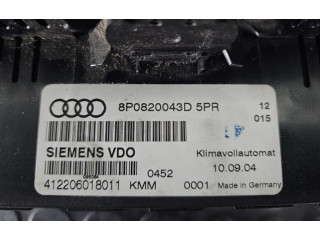 8P0820043D 5PR 12
015
SIEMENS VDO Klimavollautomat
0452 10.09.04
412206018011 KMM 0001 Made in Germany